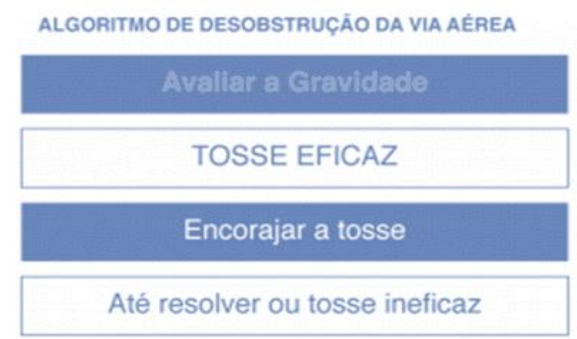 ALGORITMO DE DESOBSTRUÇÃO DA VIA AÉREA
Avaliar a Gravidade
TOSSE EFICAZ
Encorajar a tosse
Até resolver ou tosse ineficaz